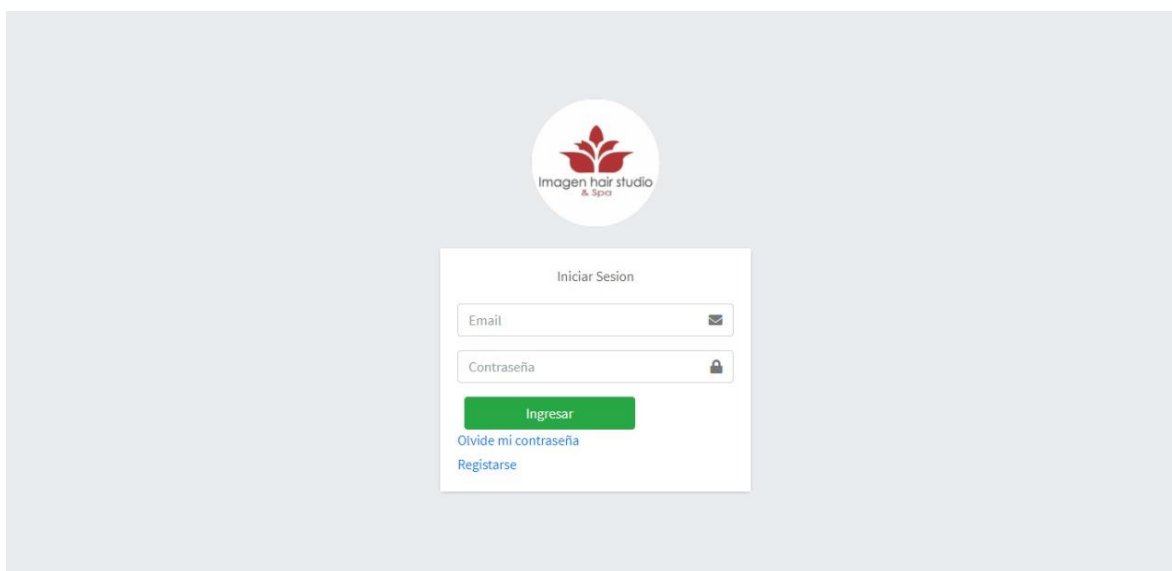 Imagen hair studio
& Spa
Iniciar Sesion
Email
Contraseña
Ingresar
Olvide mi contraseña
Registarse